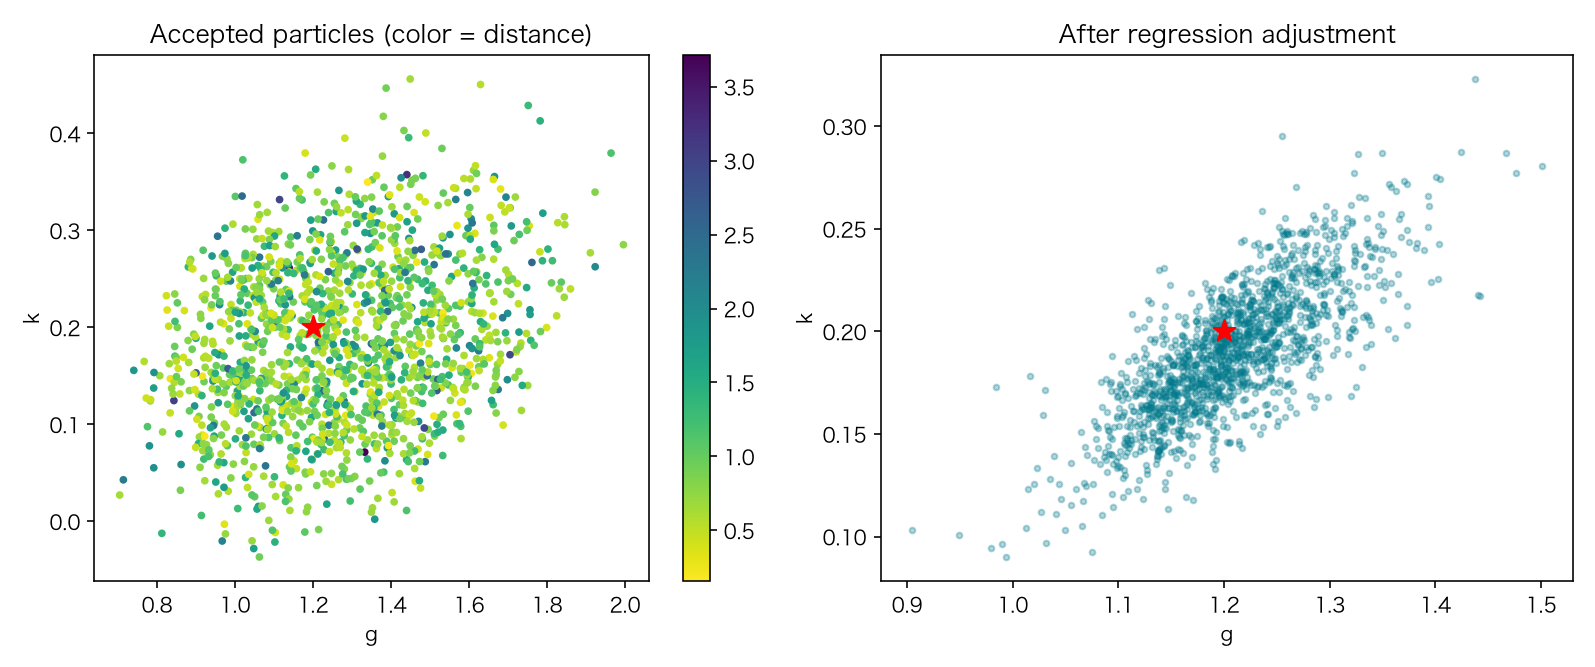 Accepted particles (color = distance)
k
0.4
0.3
0.2
0.1
0.0
0.8 1.0 1.2 1.4 1.6 1.8 2.0
g
3.5
3.0
2.5
2.0
1.5
1.0
0.5
After regression adjustment
k
0.30
0.25
0.20
0.15
0.10
0.9 1.0 1.1 1.2 1.3 1.4 1.5
g